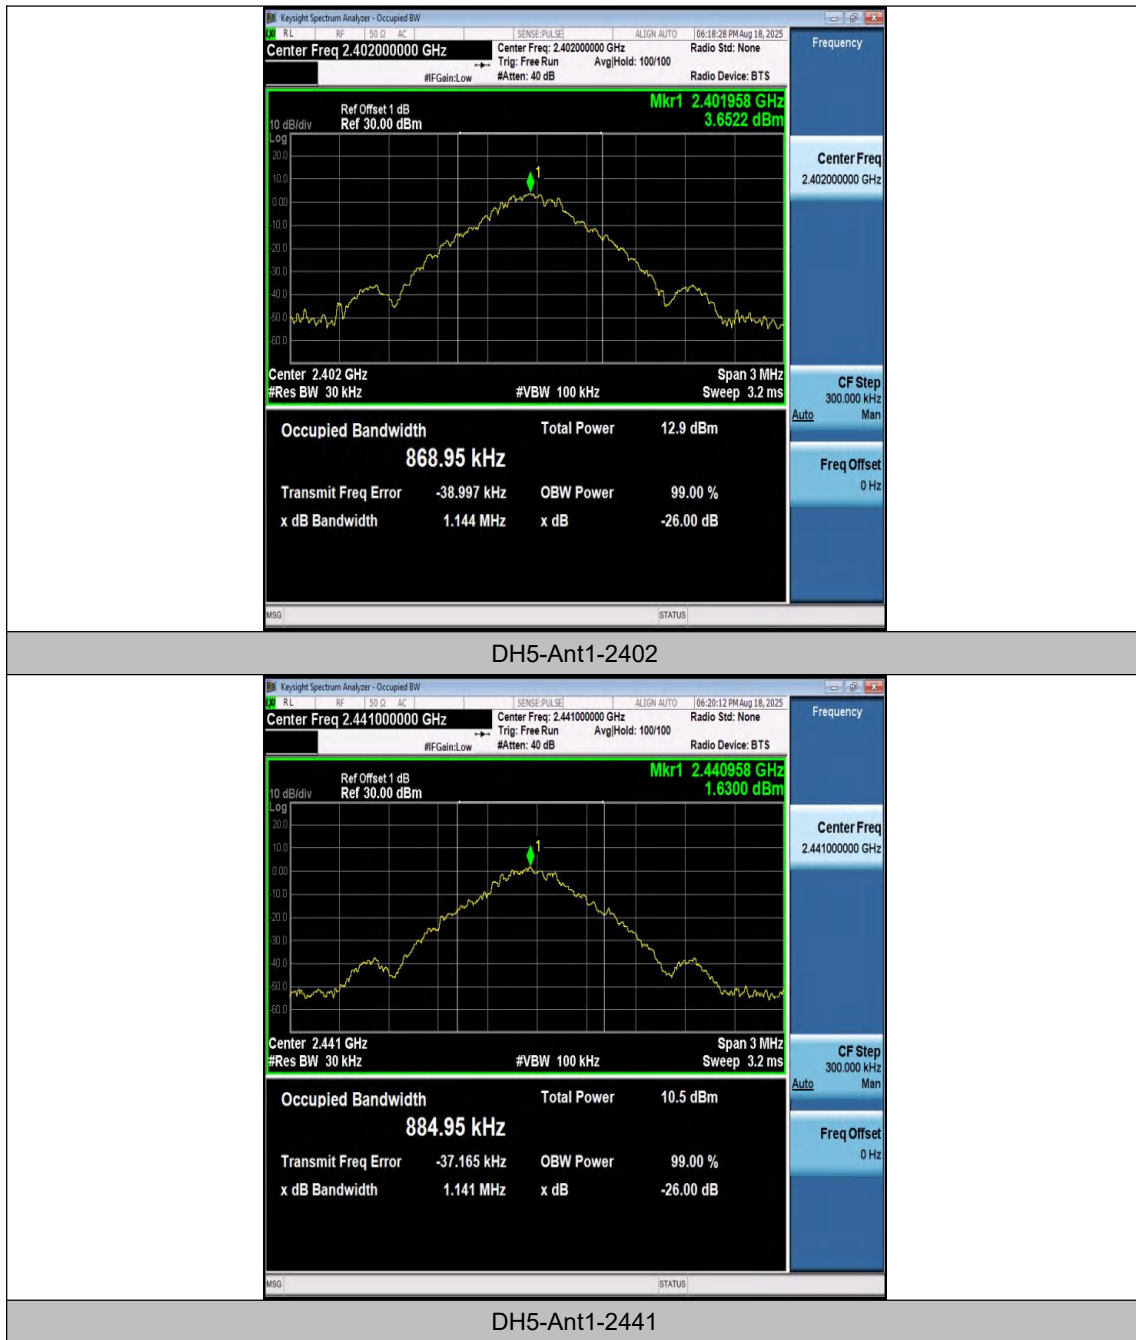 Keysight Spectrum Analyzer - Occupied BW
RL RF 50 Ω AC SENSE:PULSE ALIGN AUTO 06:18:28 PM Aug 18, 2025
Center Freq 2.402000000 GHz Center Freq: 2.402000000 GHz Radio Std: None Frequency
Trig: Free Run Avg|Hold: 100/100
#IFGain:Low #Atten: 40 dB Radio Device: BTS
Mkr1 2.401958 GHz
3.6522 dBm
Ref Offset 1 dB
10 dB/div Ref 30.00 dBm
Log
20.0
10.0
0.00
-10.0
-20.0
-30.0
-40.0
-50.0
-60.0
1
Center Freq
2.402000000 GHz
Center 2.402 GHz Span 3 MHz
#Res BW 30 kHz #VBW 100 kHz Sweep 3.2 ms
CF Step
300.000 kHz
Auto Man
Occupied Bandwidth Total Power 12.9 dBm
868.95 kHz
Freq Offset
0 Hz
Transmit Freq Error -38.997 kHz OBW Power 99.00 %
x dB Bandwidth 1.144 MHz x dB -26.00 dB
MSG STATUS
DH5-Ant1-2402
Keysight Spectrum Analyzer - Occupied BW
RL RF 50 Ω AC SENSE:PULSE ALIGN AUTO 06:20:12 PM Aug 18, 2025
Center Freq 2.441000000 GHz Center Freq: 2.441000000 GHz Radio Std: None Frequency
Trig: Free Run Avg|Hold: 100/100
#IFGain:Low #Atten: 40 dB Radio Device: BTS
Mkr1 2.440958 GHz
1.6300 dBm
Ref Offset 1 dB
10 dB/div Ref 30.00 dBm
Log
20.0
10.0
0.00
-10.0
-20.0
-30.0
-40.0
-50.0
-60.0
1
Center Freq
2.441000000 GHz
Center 2.441 GHz Span 3 MHz
#Res BW 30 kHz #VBW 100 kHz Sweep 3.2 ms
CF Step
300.000 kHz
Auto Man
Occupied Bandwidth Total Power 10.5 dBm
884.95 kHz
Freq Offset
0 Hz
Transmit Freq Error -37.165 kHz OBW Power 99.00 %
x dB Bandwidth 1.141 MHz x dB -26.00 dB
MSG STATUS
DH5-Ant1-2441